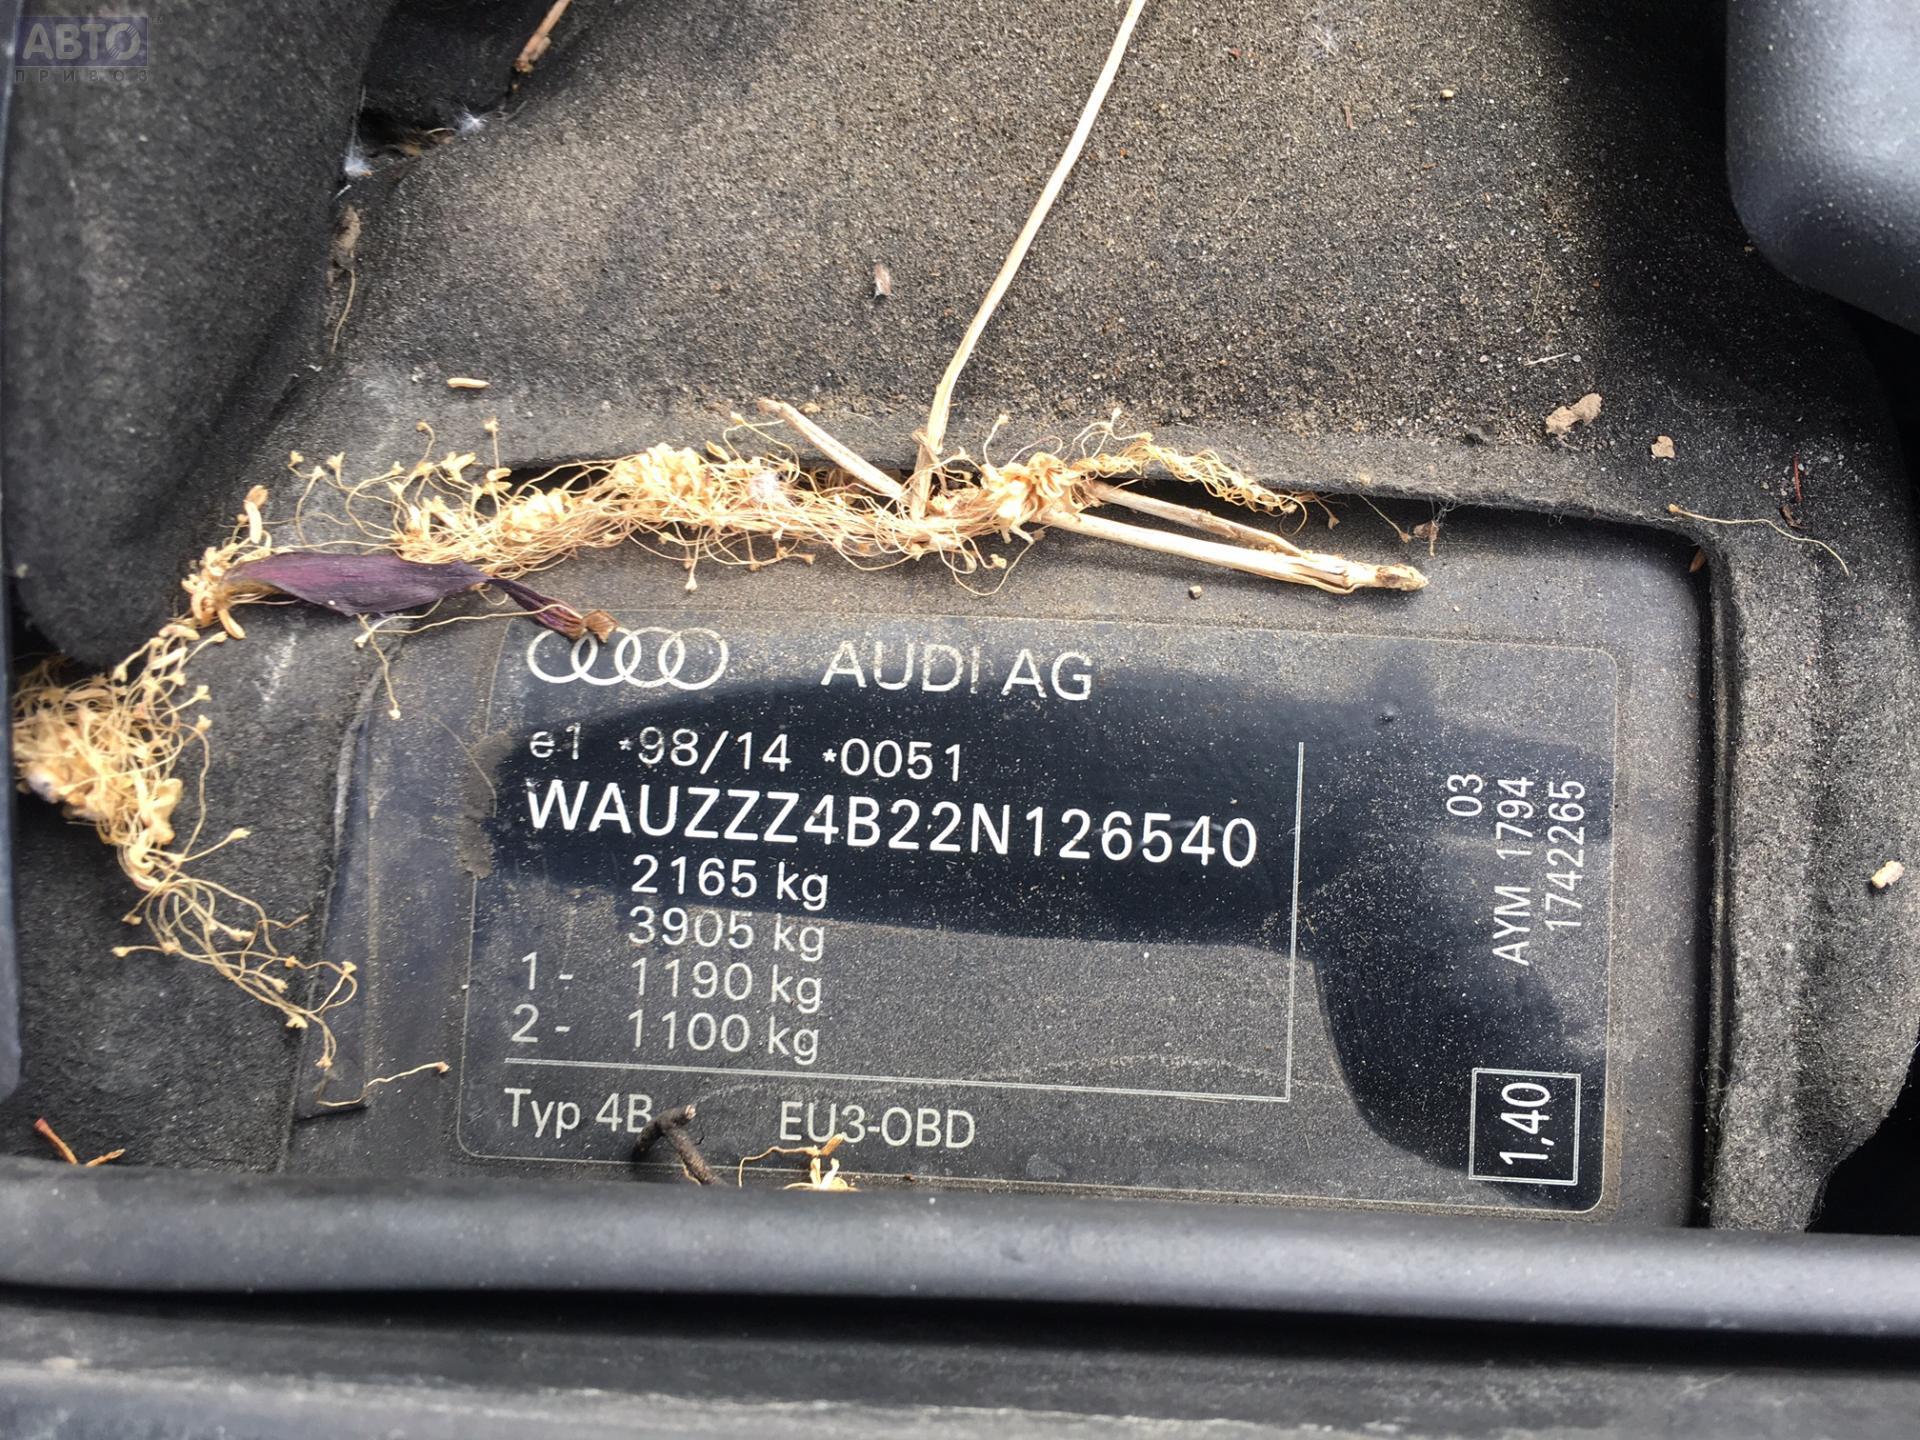 АВТО
ПРИВОЗ
AUDI AG
e1 *98/14 *0051
WAUZZZ4B22N126540
2165 kg
3905 kg
1- 1190 kg
2- 1100 kg
Typ 4B EU3-OBD
03
AYM 1794
1742265
1,40